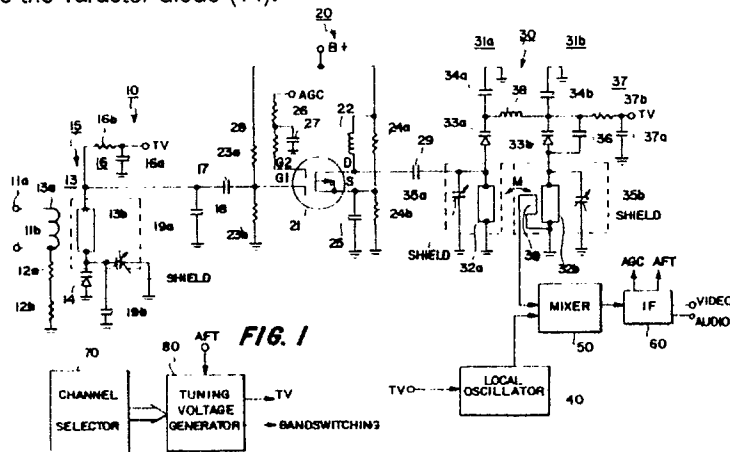 the varactor diode (14).
20
B+
10
15
16b
TV
16
16a
13
13a
11a
11b
13b
12a
12b
14
19a
19b
SHIELD
17
18
28
23a
23b
AGC
26
27
G2
G1
D
S
21
22
24a
24b
25
29
30
31a
31b
34a
34b
38
37
37b
TV
33a
33b
36
37a
35a
M
35b
SHIELD
SHIELD
32a
39
32b
AGC
AFT
MIXER
IF
VIDEO
AUDIO
50
60
FIG. 1
70
80
AFT
CHANNEL
SELECTOR
TUNING
VOLTAGE
GENERATOR
TV
BANDSWITCHING
TV
LOCAL
OSCILLATOR
40